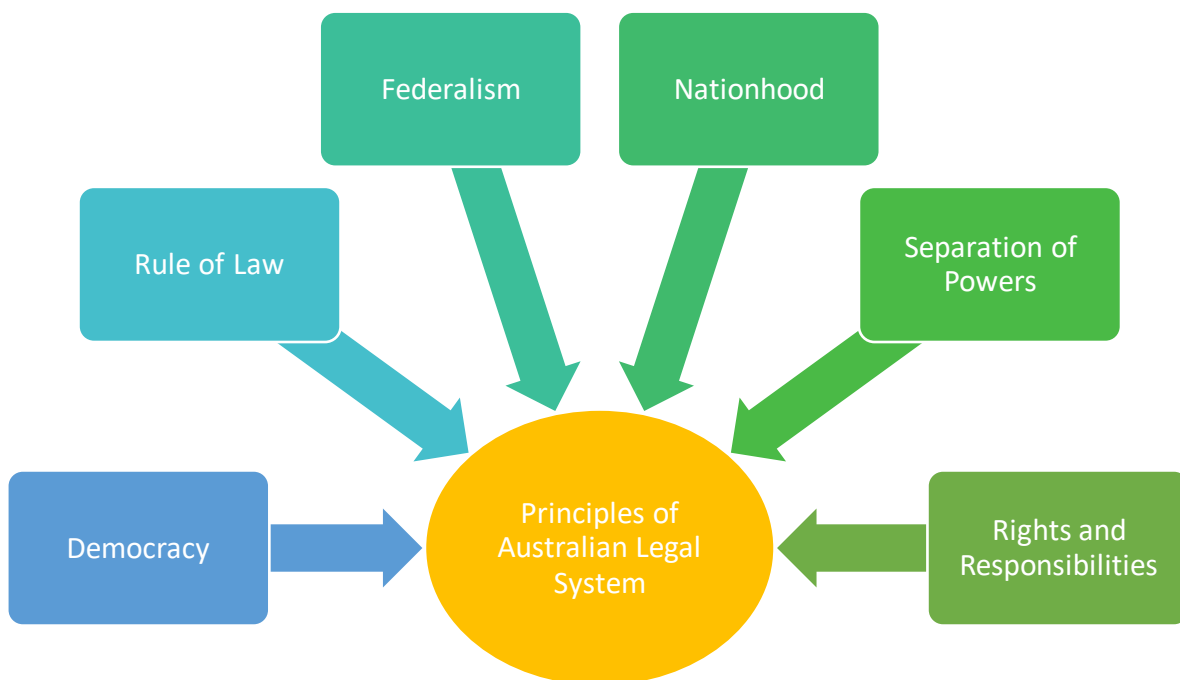 Federalism
Nationhood
Rule of Law
Separation of
Powers
Democracy
Principles of
Australian Legal
System
Rights and
Responsibilities